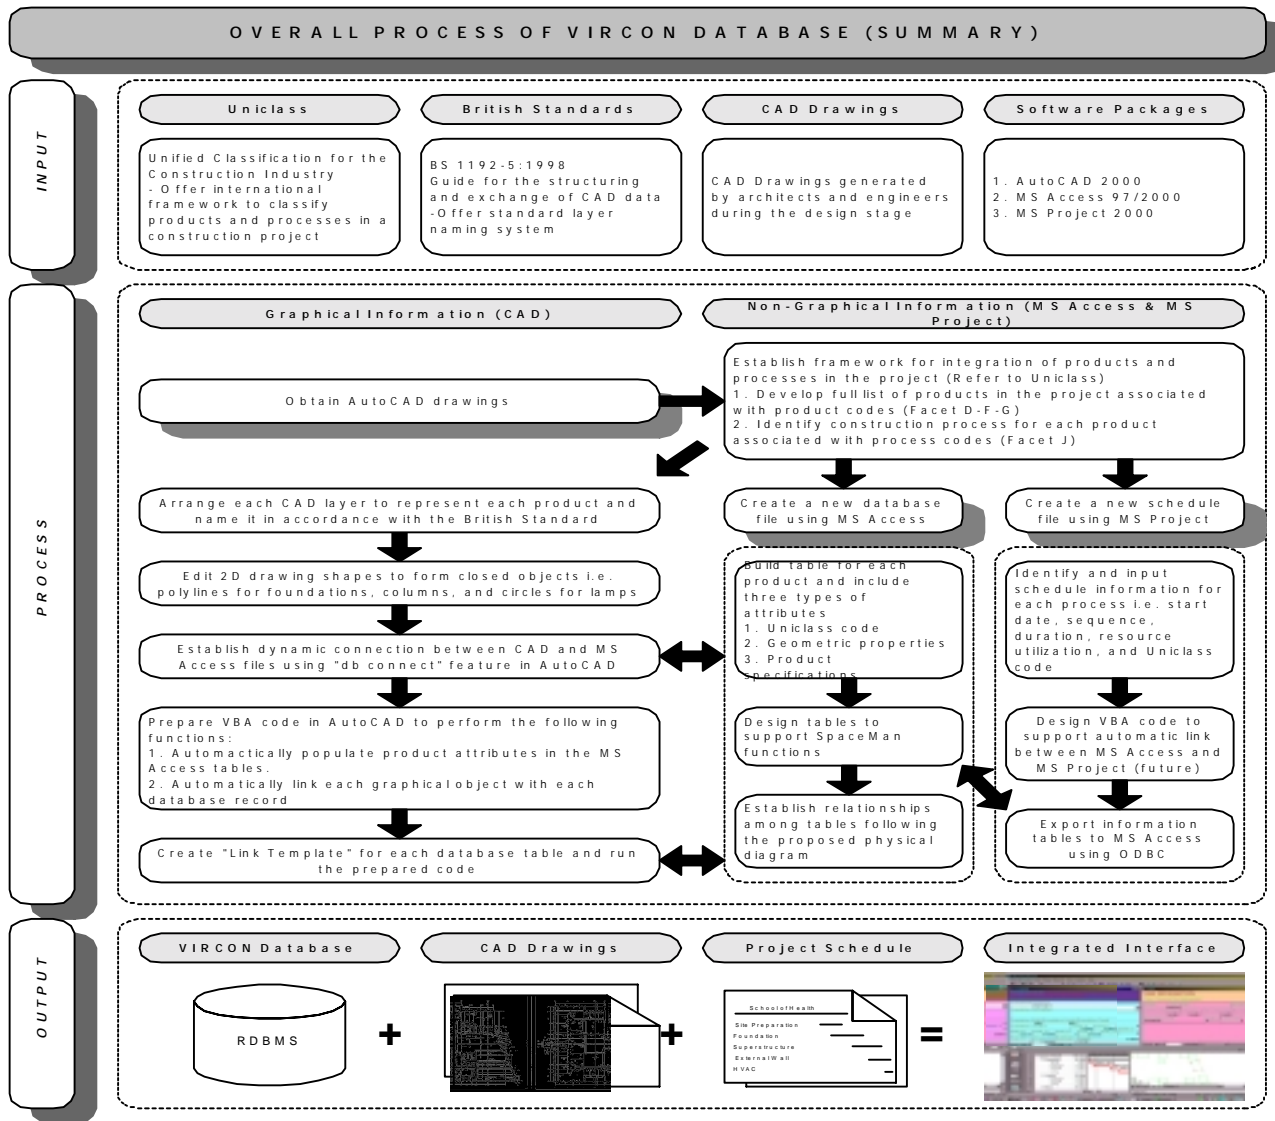 OVERALL PROCESS OF VIRCON DATABASE (SUMMARY)
INPUT
Uniclass
British Standards
CAD Drawings
Software Packages
Unified Classification for the
Construction Industry
- Offer international
framework to classify
products and processes in a
construction project
BS 1192-5:1998
Guide for the structuring
and exchange of CAD data
-Offer standard layer
naming system
CAD Drawings generated
by architects and engineers
during the design stage
1. AutoCAD 2000
2. MS Access 97/2000
3. MS Project 2000
PROCESS
Graphical Information (CAD)
Non-Graphical Information (MS Access & MS
Project)
Obtain AutoCAD drawings
Establish framework for integration of products and
processes in the project (Refer to Uniclass)
1. Develop full list of products in the project associated
with product codes (Facet D-F-G)
2. Identify construction process for each product
associated with process codes (Facet J)
Arrange each CAD layer to represent each product and
name it in accordance with the British Standard
Create a new database
file using MS Access
Create a new schedule
file using MS Project
Edit 2D drawing shapes to form closed objects i.e.
polylines for foundations, columns, and circles for lamps
Build table for each
product and include
three types of
attributes
1. Uniclass code
2. Geometric properties
3. Product
specifications
Identify and input
schedule information for
each process i.e. start
date, sequence,
duration, resource
utilization, and Uniclass
code
Establish dynamic connection between CAD and MS
Access files using "db connect" feature in AutoCAD
Prepare VBA code in AutoCAD to perform the following
functions:
1. Automactically populate product attributes in the MS
Access tables.
2. Automatically link each graphical object with each
database record
Design tables to
support SpaceMan
functions
Design VBA code to
support automatic link
between MS Access and
MS Project (future)
Create "Link Template" for each database table and run
the prepared code
Establish relationships
among tables following
the proposed physical
diagram
Export information
tables to MS Access
using ODBC
OUTPUT
VIRCON Database
CAD Drawings
Project Schedule
Integrated Interface
RDBMS
+
+
School of Health
Site Preparation
Foundation
Superstructure
External Wall
HVAC
=